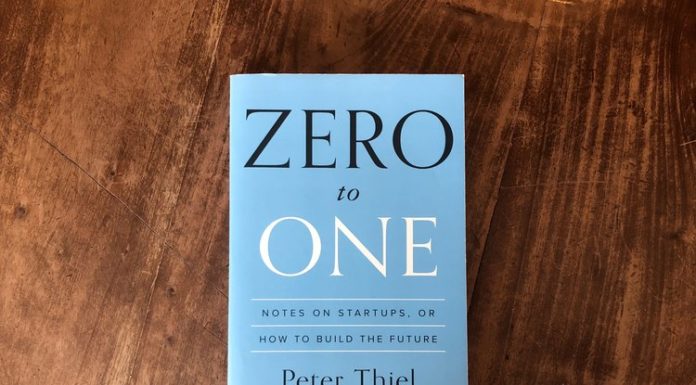 ZERO
to
ONE
NOTES ON STARTUPS, OR
HOW TO BUILD THE FUTURE
Peter Thiel